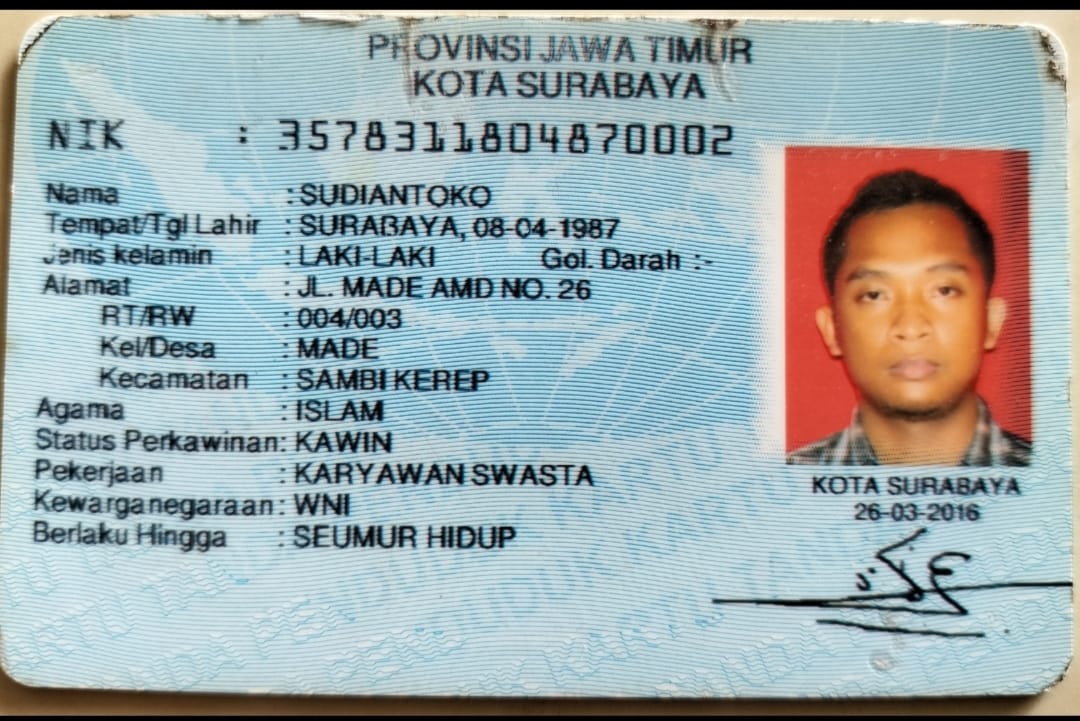 PROVINSI JAWA TIMUR
KOTA SURABAYA
NIK : 3578311804870002
Nama : SUDIANTOKO
Tempat/Tgl Lahir : SURABAYA, 08-04-1987
Jenis kelamin : LAKI-LAKI Gol. Darah :-
Alamat : JL. MADE AMD NO. 26
RT/RW : 004/003
Kel/Desa : MADE
Kecamatan : SAMBI KEREP
Agama : ISLAM
Status Perkawinan: KAWIN
Pekerjaan : KARYAWAN SWASTA
Kewarganegaraan: WNI
Berlaku Hingga : SEUMUR HIDUP
KOTA SURABAYA
26-03-2016